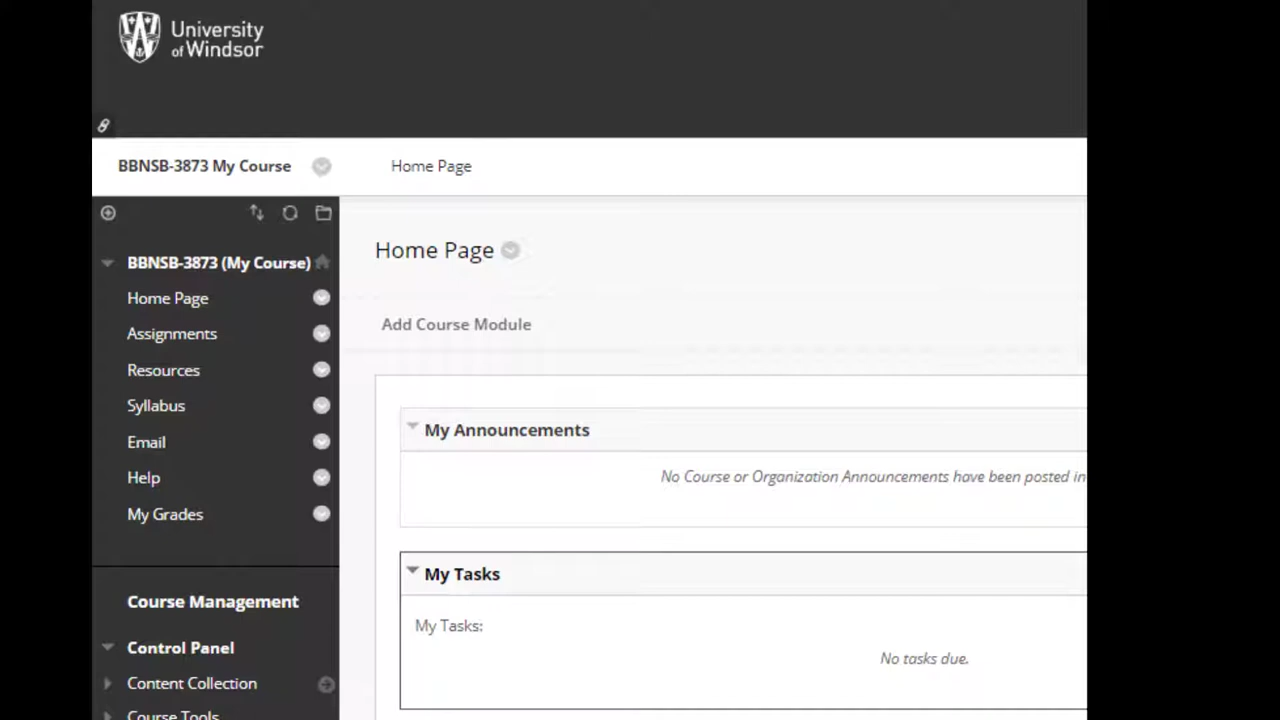 University
of Windsor
BBNSB-3873 My Course
Home Page
BBNSB-3873 (My Course)
Home Page
Assignments
Resources
Syllabus
Email
Help
My Grades
Course Management
Control Panel
Content Collection
Course Tools
Home Page
Add Course Module
My Announcements
No Course or Organization Announcements have been posted in
My Tasks
My Tasks:
No tasks due.